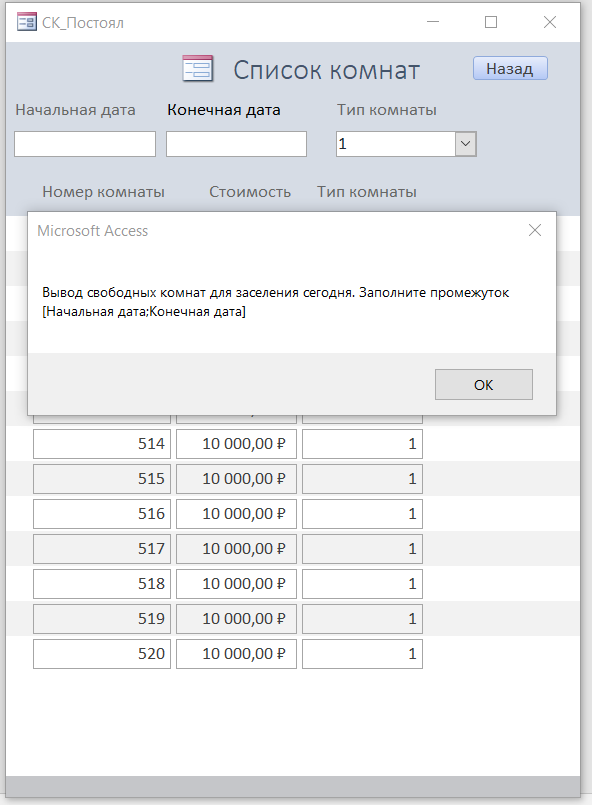 СК_Постоял
Список комнат
Назад
Начальная дата Конечная дата Тип комнаты
1
Номер комнаты Стоимость Тип комнаты
Microsoft Access
Вывод свободных комнат для заселения сегодня. Заполните промежуток
[Начальная дата;Конечная дата]
OK
514 10 000,00 ₽ 1
515 10 000,00 ₽ 1
516 10 000,00 ₽ 1
517 10 000,00 ₽ 1
518 10 000,00 ₽ 1
519 10 000,00 ₽ 1
520 10 000,00 ₽ 1